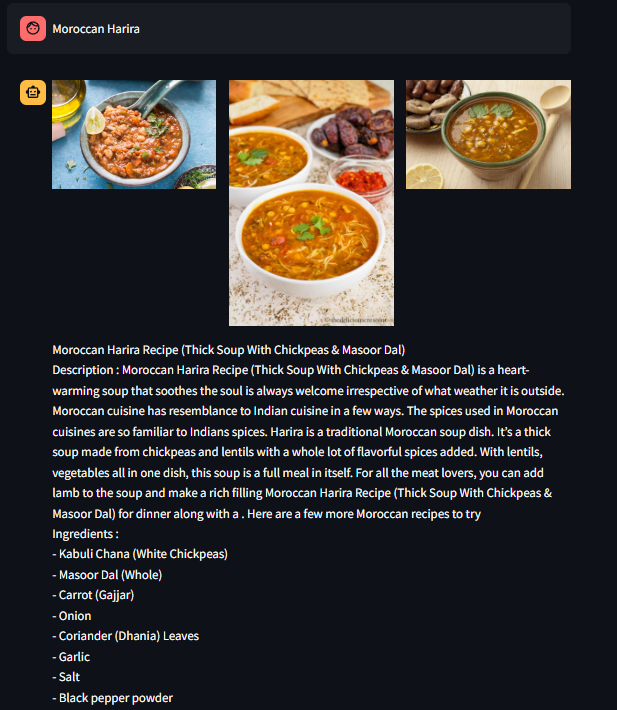 Moroccan Harira
Moroccan Harira Recipe (Thick Soup With Chickpeas & Masoor Dal)
Description : Moroccan Harira Recipe (Thick Soup With Chickpeas & Masoor Dal) is a heart-
warming soup that soothes the soul is always welcome irrespective of what weather it is outside.
Moroccan cuisine has resemblance to Indian cuisine in a few ways. The spices used in Moroccan
cuisines are so familiar to Indians spices. Harira is a traditional Moroccan soup dish. It's a thick
soup made from chickpeas and lentils with a whole lot of flavorful spices added. With lentils,
vegetables all in one dish, this soup is a full meal in itself. For all the meat lovers, you can add
lamb to the soup and make a rich filling Moroccan Harira Recipe (Thick Soup With Chickpeas &
Masoor Dal) for dinner along with a . Here are a few more Moroccan recipes to try
Ingredients :
- Kabuli Chana (White Chickpeas)
- Masoor Dal (Whole)
- Carrot (Gajjar)
- Onion
- Coriander (Dhania) Leaves
- Garlic
- Salt
- Black pepper powder